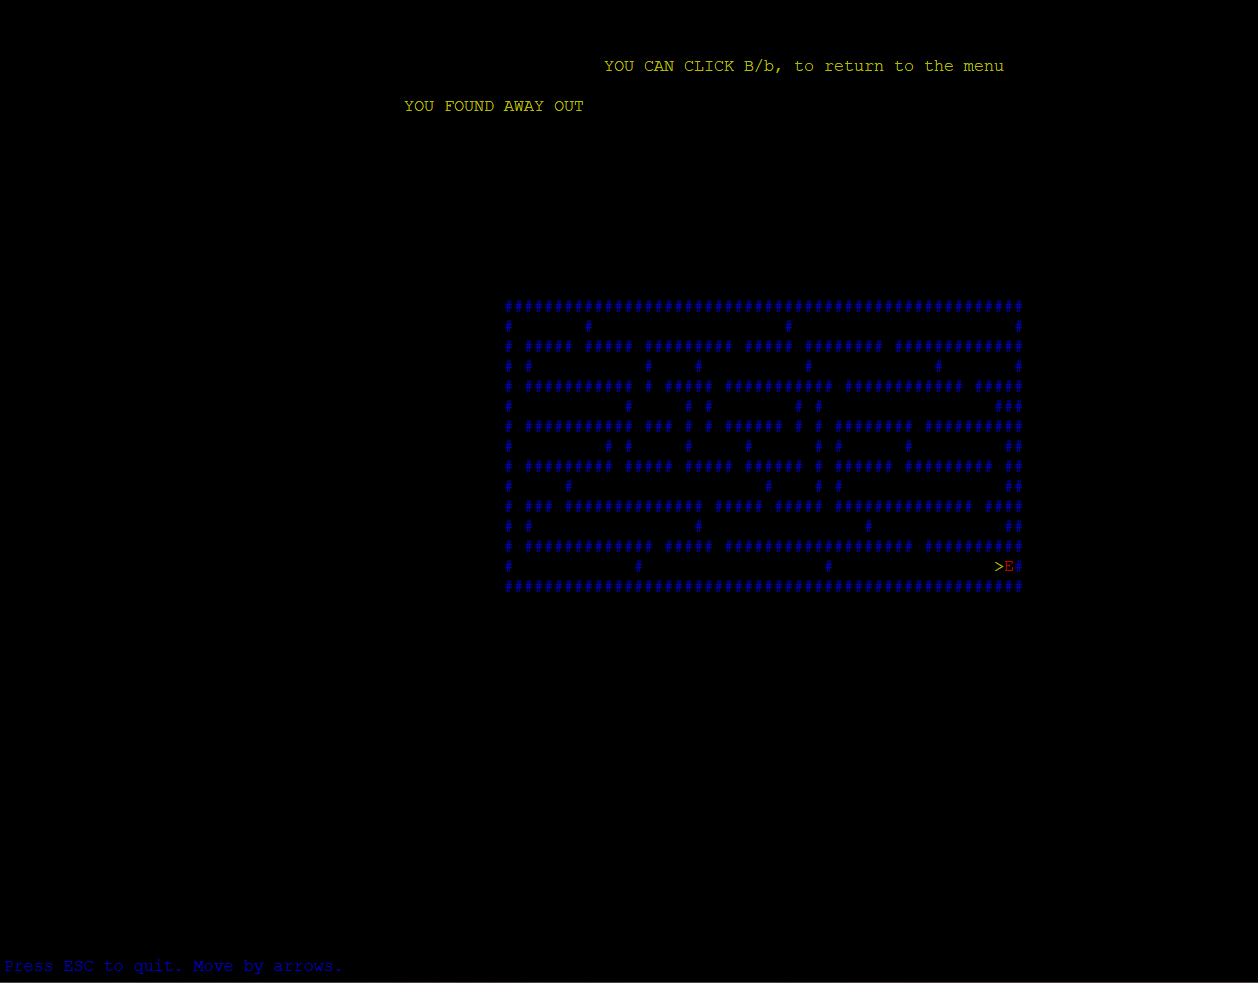 YOU CAN CLICK B/b, to return to the menu
YOU FOUND AWAY OUT
####################################################
#       #                   #                      #
# ##### ##### ######### ##### ######## #############
# #           #    #          #            #       #
# ########### # ##### ########### ############ #####
#           #     # #        # #                 ###
# ########### ### # # ###### # # ######## ##########
#         # #     #     #      # #      #         ##
# ######### ##### ##### ###### # ###### ######### ##
#     #                   #    # #                ##
# ### ############## ##### ##### ############## ####
# #                #                #             ##
# ############# ##### ################### ##########
#            #                  #                >E#
####################################################
Press ESC to quit. Move by arrows.